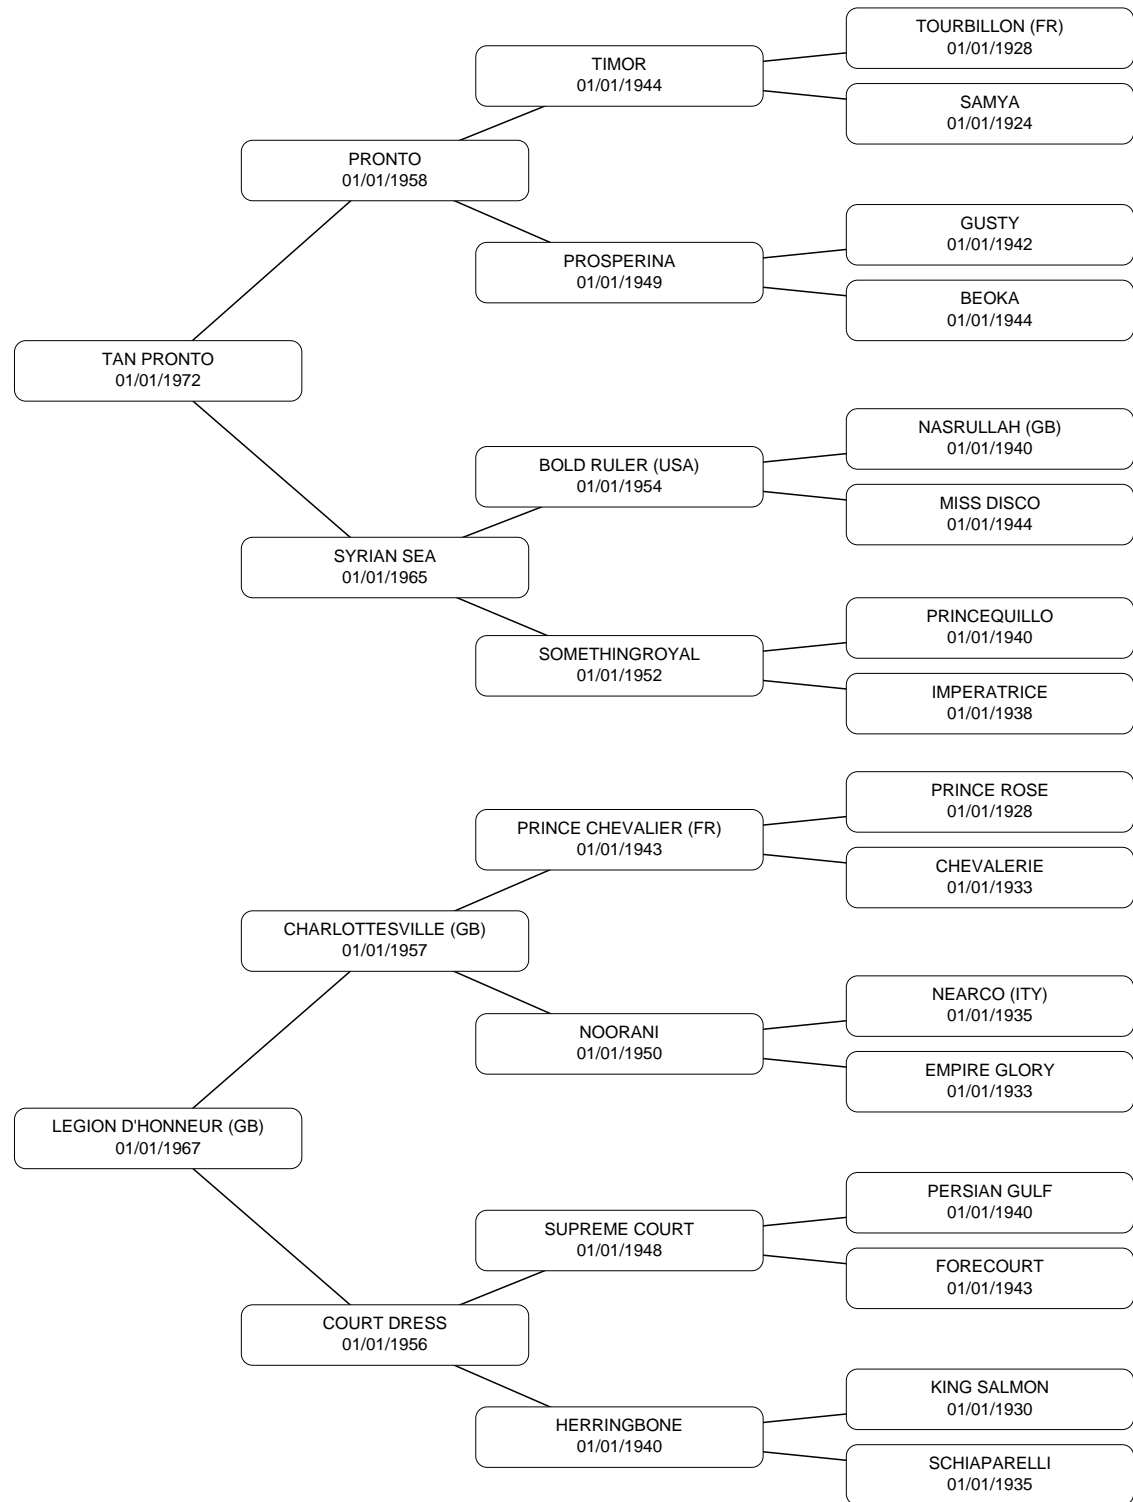 TOURBILLON (FR)
01/01/1928
TIMOR
01/01/1944
SAMYA
01/01/1924
PRONTO
01/01/1958
GUSTY
01/01/1942
PROSPERINA
01/01/1949
BEOKA
01/01/1944
TAN PRONTO
01/01/1972
NASRULLAH (GB)
01/01/1940
BOLD RULER (USA)
01/01/1954
MISS DISCO
01/01/1944
SYRIAN SEA
01/01/1965
PRINCEQUILLO
01/01/1940
SOMETHINGROYAL
01/01/1952
IMPERATRICE
01/01/1938
PRINCE ROSE
01/01/1928
PRINCE CHEVALIER (FR)
01/01/1943
CHEVALERIE
01/01/1933
CHARLOTTESVILLE (GB)
01/01/1957
NEARCO (ITY)
01/01/1935
NOORANI
01/01/1950
EMPIRE GLORY
01/01/1933
LEGION D'HONNEUR (GB)
01/01/1967
PERSIAN GULF
01/01/1940
SUPREME COURT
01/01/1948
FORECOURT
01/01/1943
COURT DRESS
01/01/1956
KING SALMON
01/01/1930
HERRINGBONE
01/01/1940
SCHIAPARELLI
01/01/1935